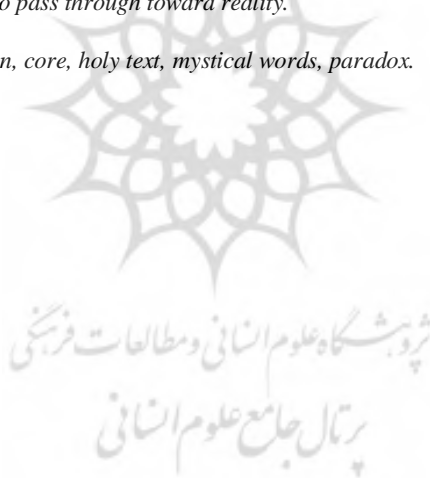 o pass through toward reality.
n, core, holy text, mystical words, paradox.
پژوهشگاه علوم انسانی و مطالعات فرهنگی
پرتال جامع علوم انسانی